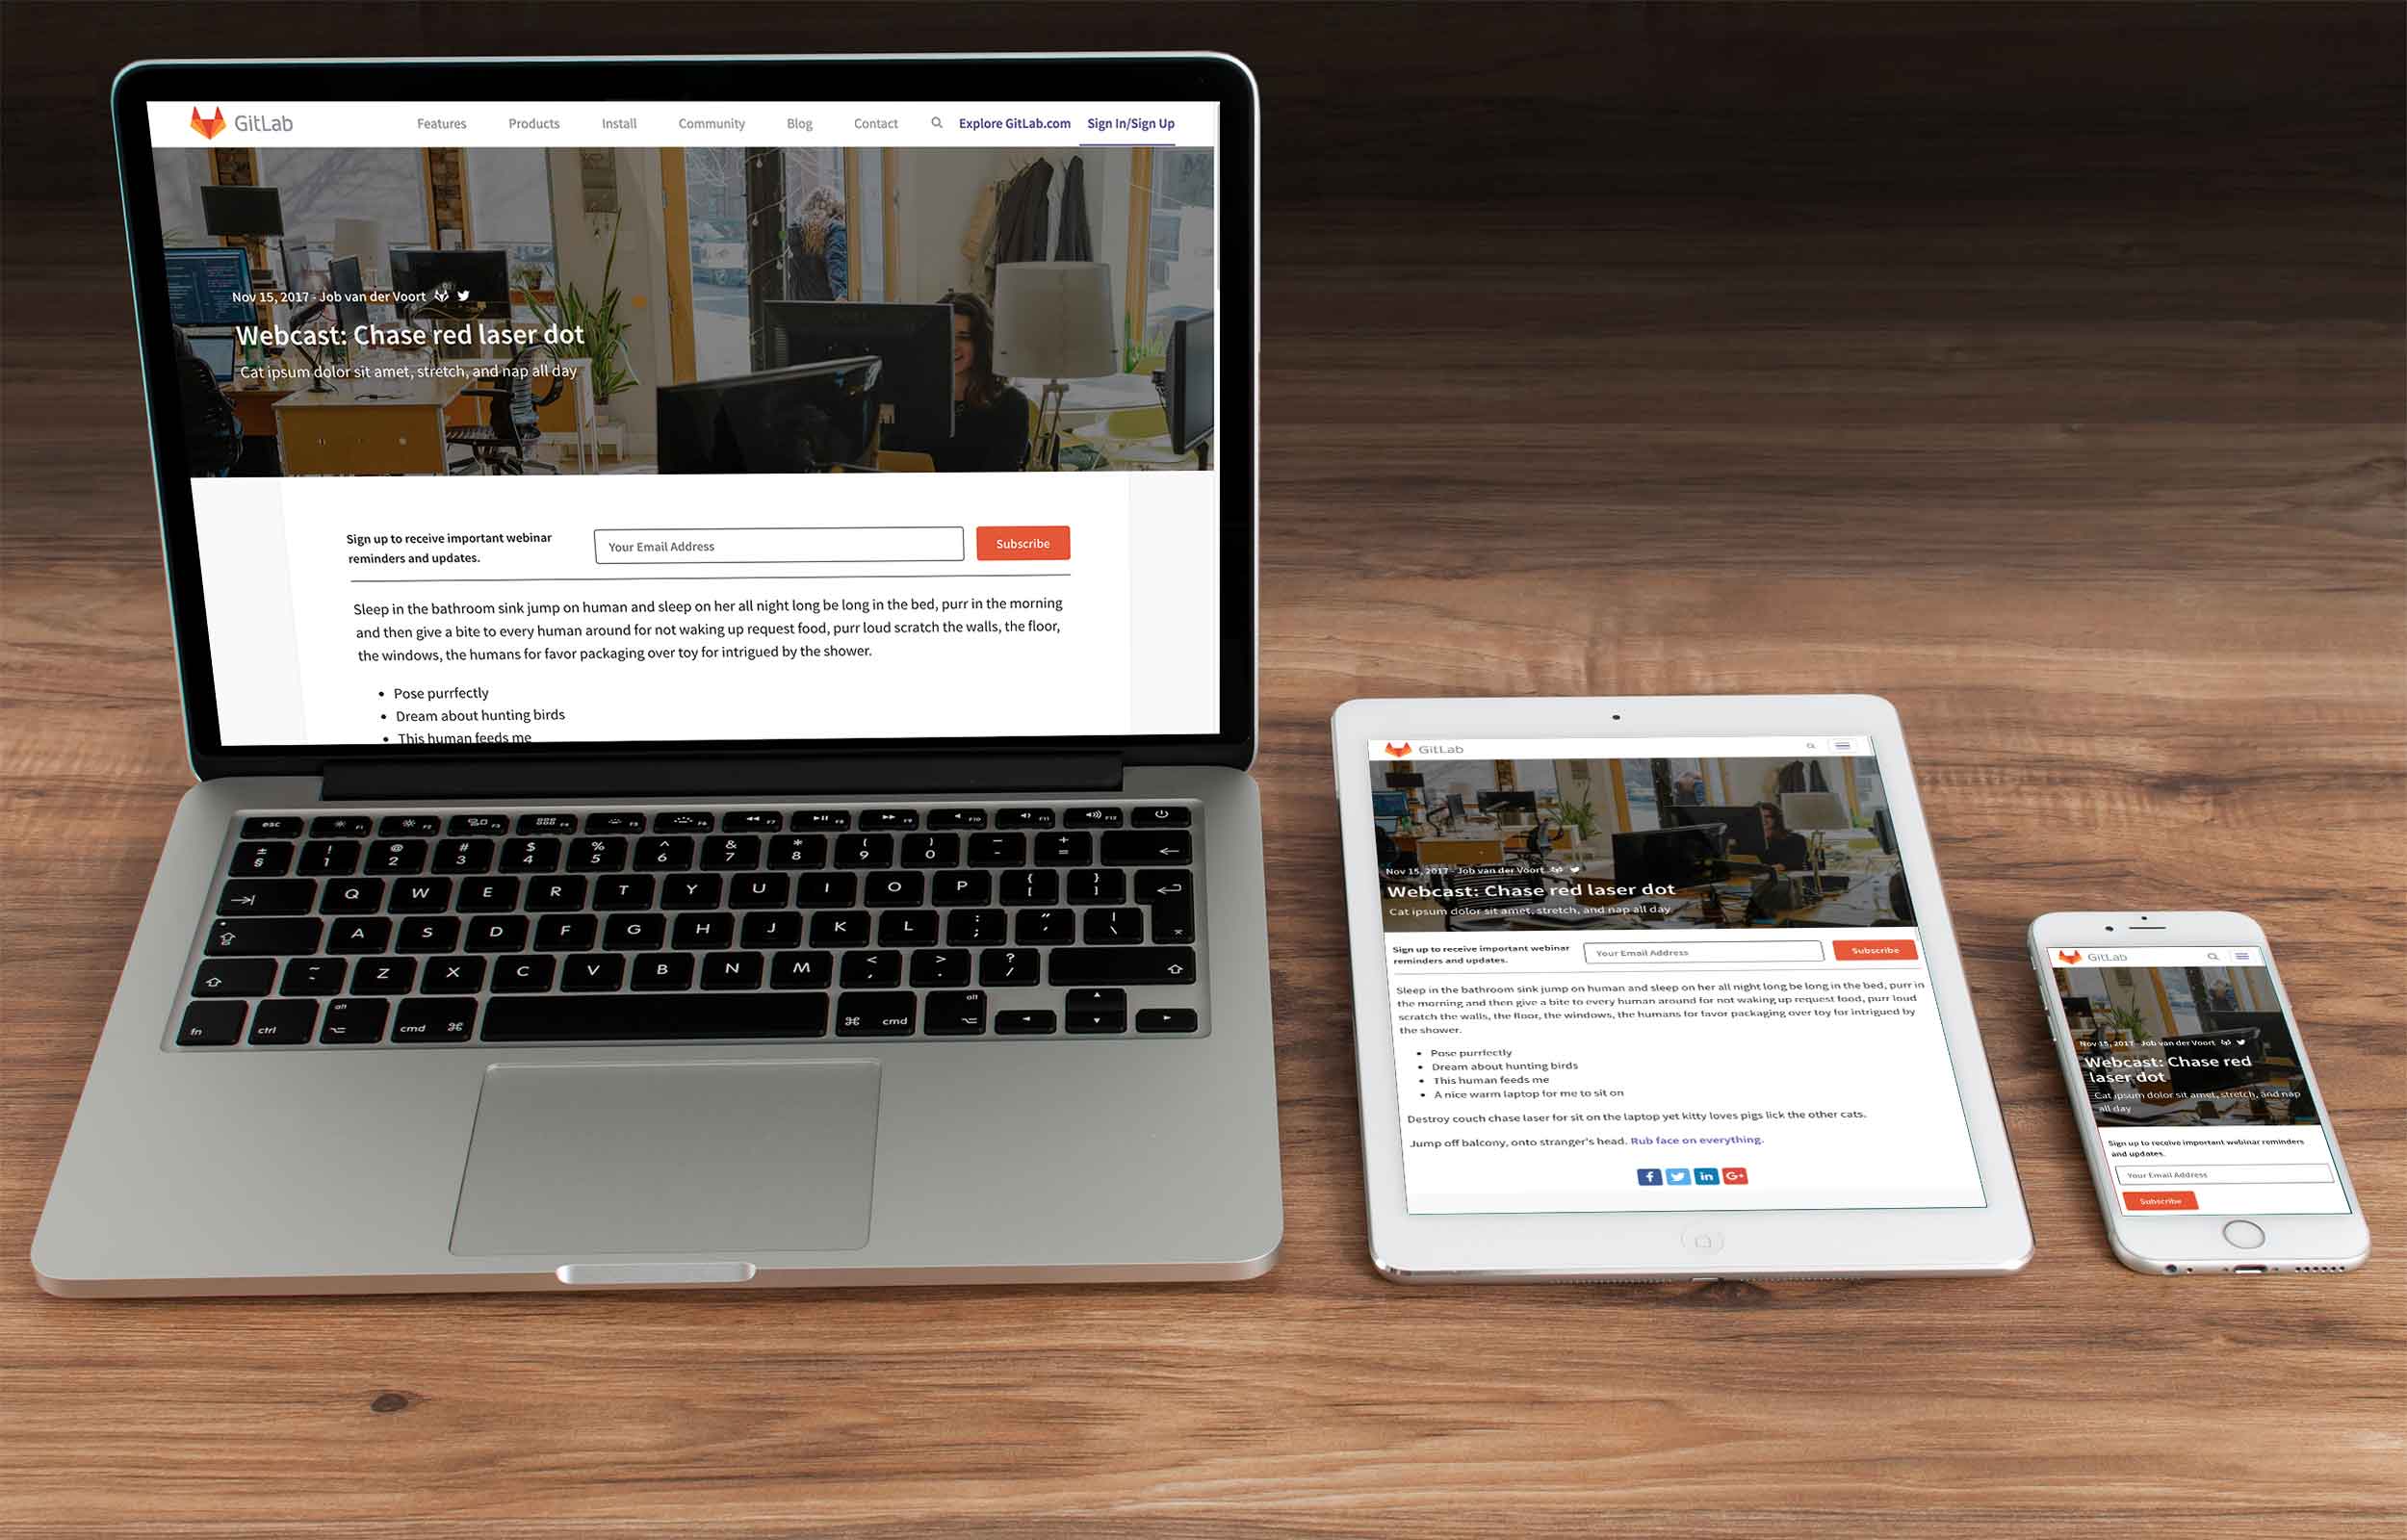 GitLab
Features Products Install Community Blog Contact Explore GitLab.com Sign In/Sign Up
Nov 15, 2017 - Job van der Voort
Webcast: Chase red laser dot
Cat ipsum dolor sit amet, stretch, and nap all day
Sign up to receive important webinar
reminders and updates.
Your Email Address
Subscribe
Sleep in the bathroom sink jump on human and sleep on her all night long be long in the bed, purr in the morning
and then give a bite to every human around for not waking up request food, purr loud scratch the walls, the floor,
the windows, the humans for favor packaging over toy for intrigued by the shower.
• Pose purrfectly
• Dream about hunting birds
• This human feeds me
esc F1 F2 F3 F4 F5 F6 F7 F8 F9 F10 F11 F12
± ! @ # $ % ^ & * ( ) _ +
§ 1 2 3 4 5 6 7 8 9 0 - =
Q W E R T Y U I O P { }
[ ]
A S D F G H J K L : " |
; ' \
~ Z X C V B N M < > ?
, . /
fn ctrl alt cmd cmd alt
GitLab
Nov 15, 2017 - Job van der Voort
Webcast: Chase red laser dot
Cat ipsum dolor sit amet, stretch, and nap all day
Sign up to receive important webinar
reminders and updates.
Your Email Address
Subscribe
Sleep in the bathroom sink jump on human and sleep on her all night long be long in the bed, purr in
the morning and then give a bite to every human around for not waking up request food, purr loud
scratch the walls, the floor, the windows, the humans for favor packaging over toy for intrigued by
the shower.
• Pose purrfectly
• Dream about hunting birds
• This human feeds me
• A nice warm laptop for me to sit on
Destroy couch chase laser for sit on the laptop yet kitty loves pigs lick the other cats.
Jump off balcony, onto stranger's head. Rub face on everything.
f in G+
GitLab
Nov 15, 2017 - Job van der Voort
Webcast: Chase red
laser dot
Cat ipsum dolor sit amet, stretch, and nap
all day
Sign up to receive important webinar reminders
and updates.
Your Email Address
Subscribe